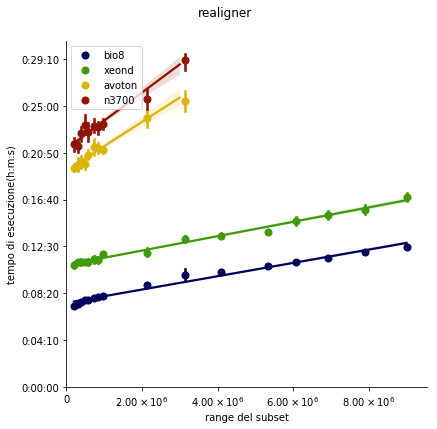 realigner
0:29:10
0:25:00
0:20:50
0:16:40
0:12:30
0:08:20
0:04:10
0:00:00
tempo di esecuzione(h:m:s)
bio8
xeond
avoton
n3700
0
2.00 × 10⁶
4.00 × 10⁶
6.00 × 10⁶
8.00 × 10⁶
range del subset